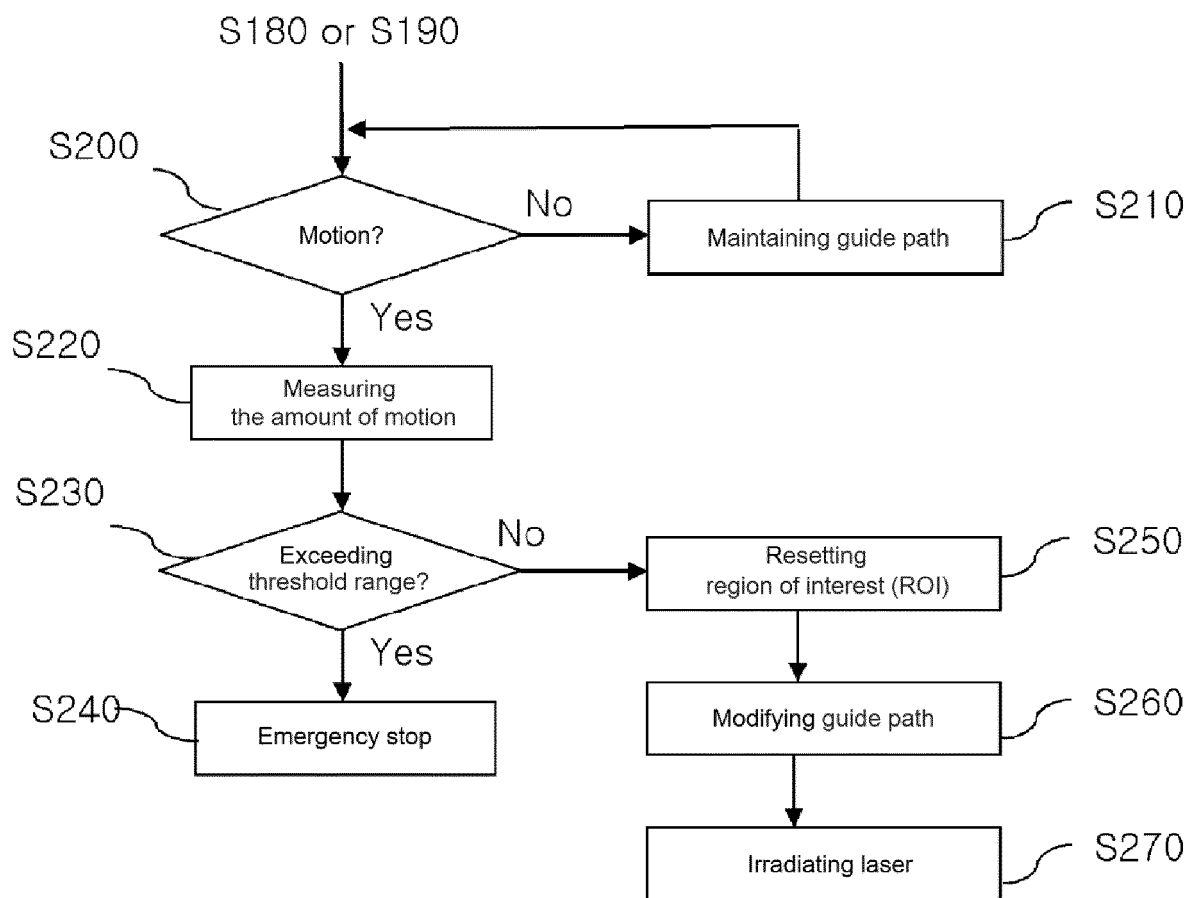 S180 or S190
S200
Motion?
No
Maintaining guide path
S210
Yes
S220
Measuring
the amount of motion
S230
Exceeding
threshold range?
No
Resetting
region of interest (ROI)
S250
Yes
S240
Emergency stop
Modifying guide path
S260
Irradiating laser
S270